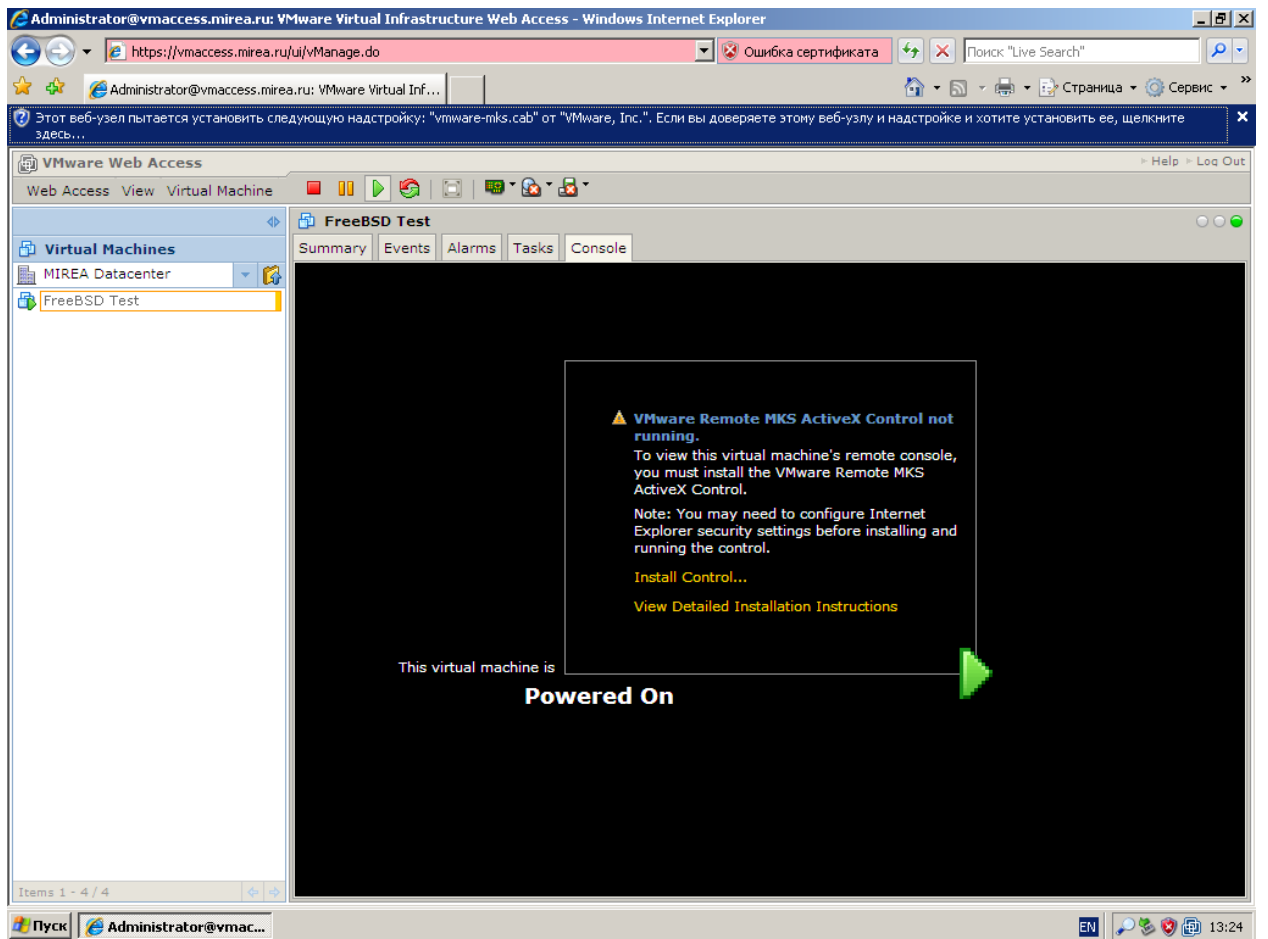 Administrator@vmaccess.mirea.ru: VMware Virtual Infrastructure Web Access - Windows Internet Explorer
https://vmaccess.mirea.ru/ui/vManage.do
Ошибка сертификата
Поиск "Live Search"
Administrator@vmaccess.mirea.ru: VMware Virtual Inf...
Страница
Сервис
Этот веб-узел пытается установить следующую надстройку: "vmware-mks.cab" от "VMware, Inc.". Если вы доверяете этому веб-узлу и надстройке и хотите установить ее, щелкните
здесь...
VMware Web Access
Help
Log Out
Web Access View Virtual Machine
FreeBSD Test
Summary Events Alarms Tasks Console
Virtual Machines
MIREA Datacenter
FreeBSD Test
VMware Remote MKS ActiveX Control not
running.
To view this virtual machine's remote console,
you must install the VMware Remote MKS
ActiveX Control.
Note: You may need to configure Internet
Explorer security settings before installing and
running the control.
Install Control...
View Detailed Installation Instructions
This virtual machine is
Powered On
Items 1 - 4 / 4
Пуск
Administrator@vmac...
EN
13:24